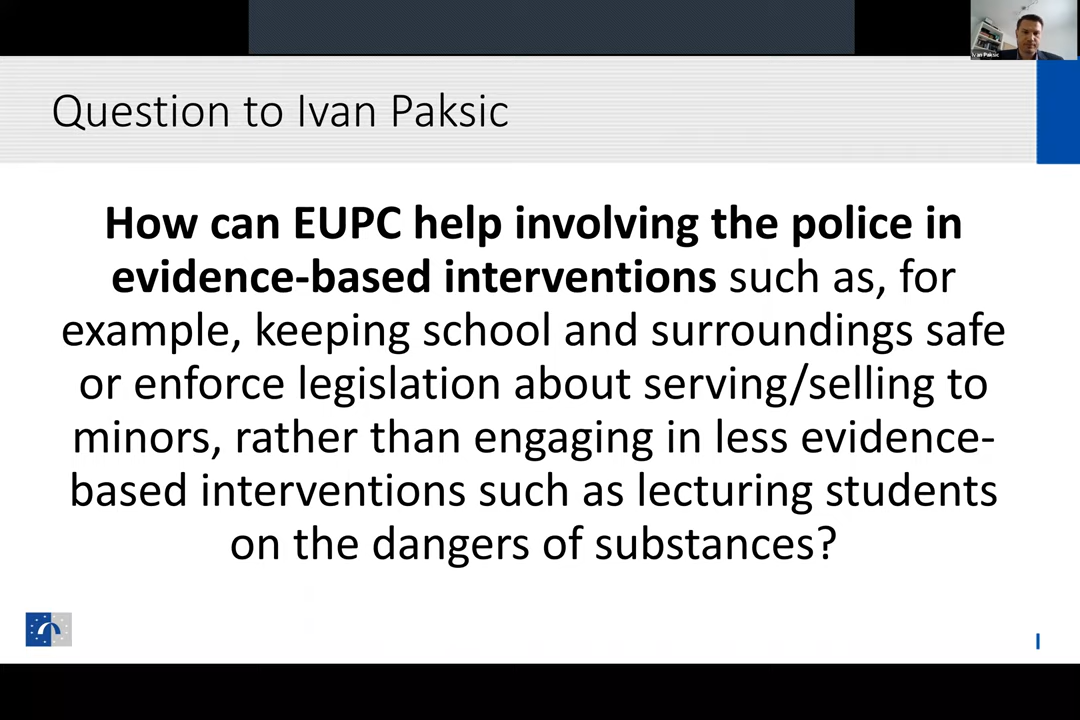 Ivan Paksic
Question to Ivan Paksic
How can EUPC help involving the police in
evidence-based interventions such as, for
example, keeping school and surroundings safe
or enforce legislation about serving/selling to
minors, rather than engaging in less evidence-
based interventions such as lecturing students
on the dangers of substances?